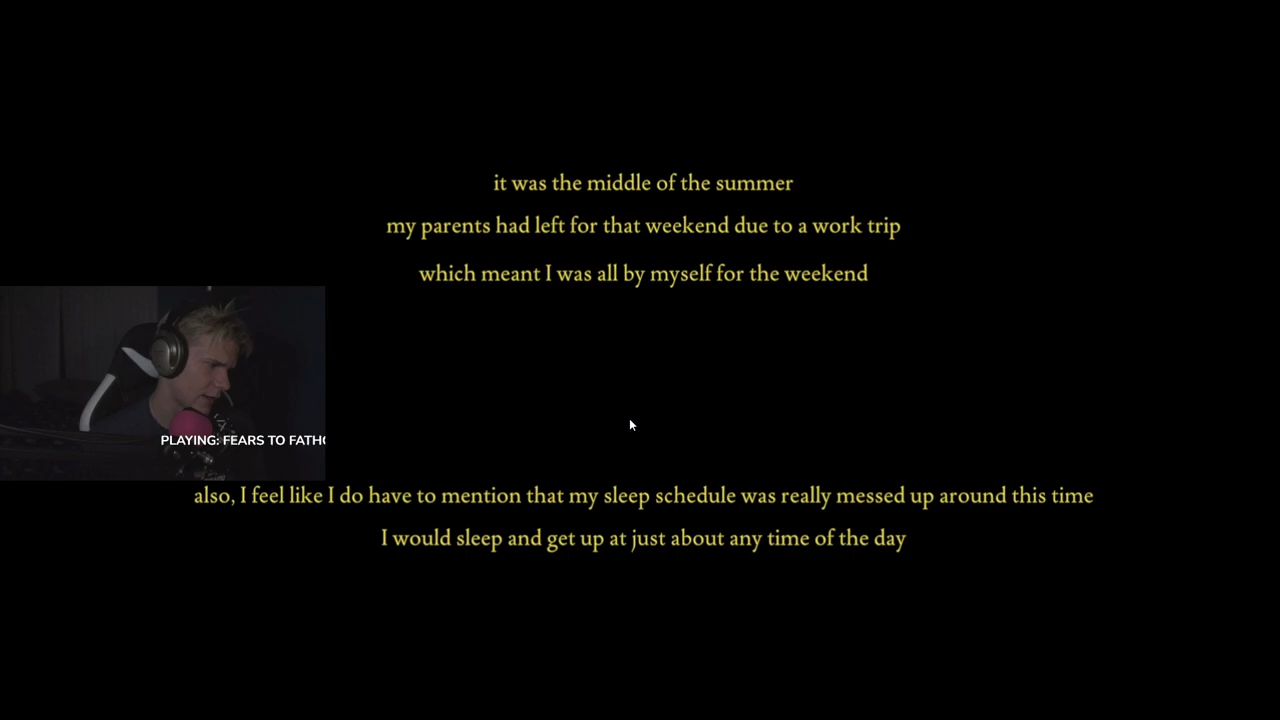 it was the middle of the summer
my parents had left for that weekend due to a work trip
which meant I was all by myself for the weekend
PLAYING: FEARS TO FATHO
also, I feel like I do have to mention that my sleep schedule was really messed up around this time
I would sleep and get up at just about any time of the day